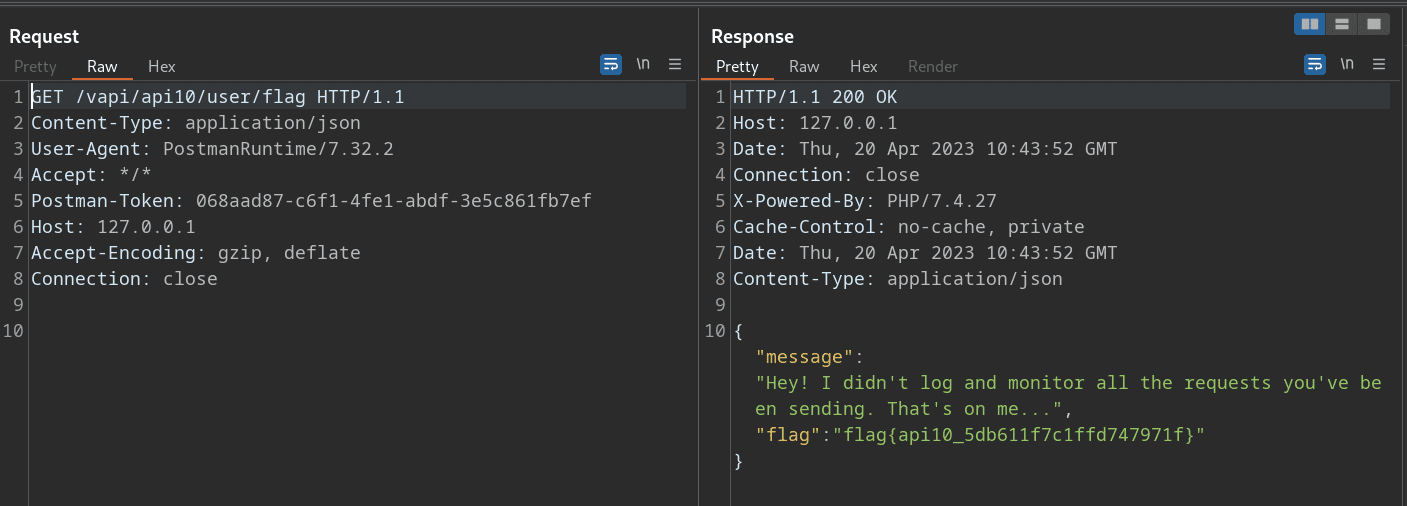 Request
Pretty Raw Hex \n
1 GET /vapi/api10/user/flag HTTP/1.1
2 Content-Type: application/json
3 User-Agent: PostmanRuntime/7.32.2
4 Accept: */*
5 Postman-Token: 068aad87-c6f1-4fe1-abdf-3e5c861fb7ef
6 Host: 127.0.0.1
7 Accept-Encoding: gzip, deflate
8 Connection: close
9
10
Response
Pretty Raw Hex Render \n
1 HTTP/1.1 200 OK
2 Host: 127.0.0.1
3 Date: Thu, 20 Apr 2023 10:43:52 GMT
4 Connection: close
5 X-Powered-By: PHP/7.4.27
6 Cache-Control: no-cache, private
7 Date: Thu, 20 Apr 2023 10:43:52 GMT
8 Content-Type: application/json
9
10 {
"message":
"Hey! I didn't log and monitor all the requests you've be
en sending. That's on me...",
"flag":"flag{api10_5db611f7c1ffd747971f}"
}